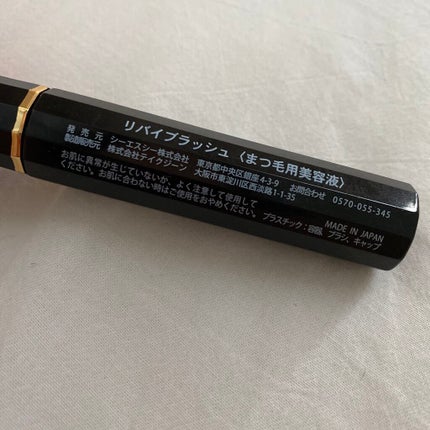 リバイブラッシュ〈まつ毛用美容液〉
発売元 シーエスシー株式会社 東京都中央区銀座4-3-9 お問合わせ 0570-055-345
製造販売元 株式会社テイクジーン 大阪市東淀川区西淡路1-1-35
お肌に異常が生じていないか、よく注意して使用して
ください。お肌に合わない時はご使用をおやめください。
プラスチック:容器、ブラシ、キャップ
MADE IN JAPAN